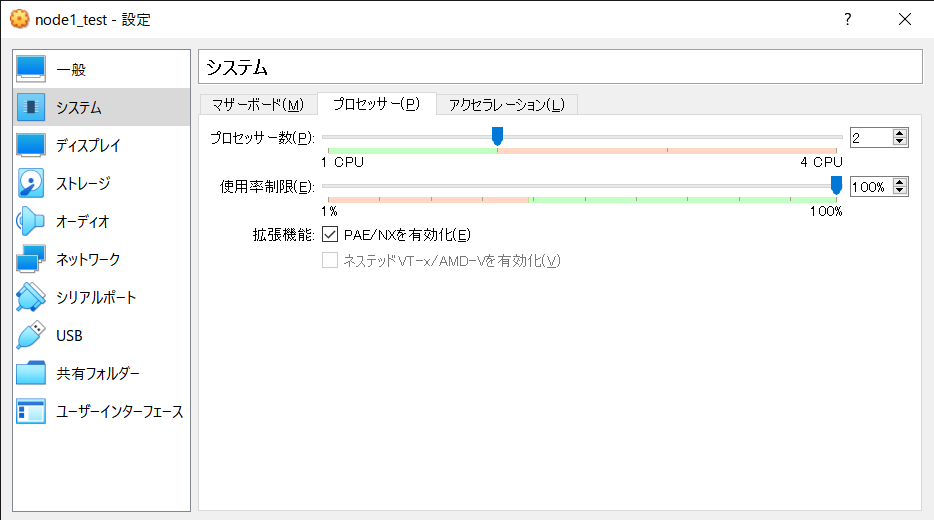 node1_test - 設定
?
一般
システム
ディスプレイ
ストレージ
オーディオ
ネットワーク
シリアルポート
USB
共有フォルダー
ユーザーインターフェース
システム
マザーボード(M) プロセッサー(P) アクセラレーション(L)
プロセッサー数(P): 2
1 CPU 4 CPU
使用率制限(E): 100%
1% 100%
拡張機能: PAE/NXを有効化(E)
ネステッドVT-x/AMD-Vを有効化(V)